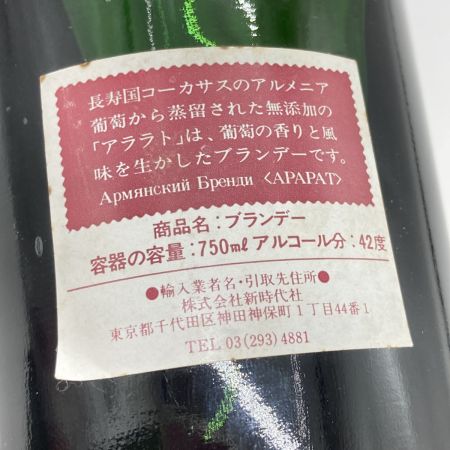 長寿国コーカサスのアルメニア
葡萄から蒸留された無添加の
「アララト」は、葡萄の香りと風
味を生かしたブランデーです。
Армянский Бренди 〈АРАРАТ〉
商品名：ブランデー
容器の容量：750mℓ アルコール分：42度
●輸入業者名・引取先住所●
株式会社新時代社
東京都千代田区神田神保町1丁目44番1
TEL 03(293)4881